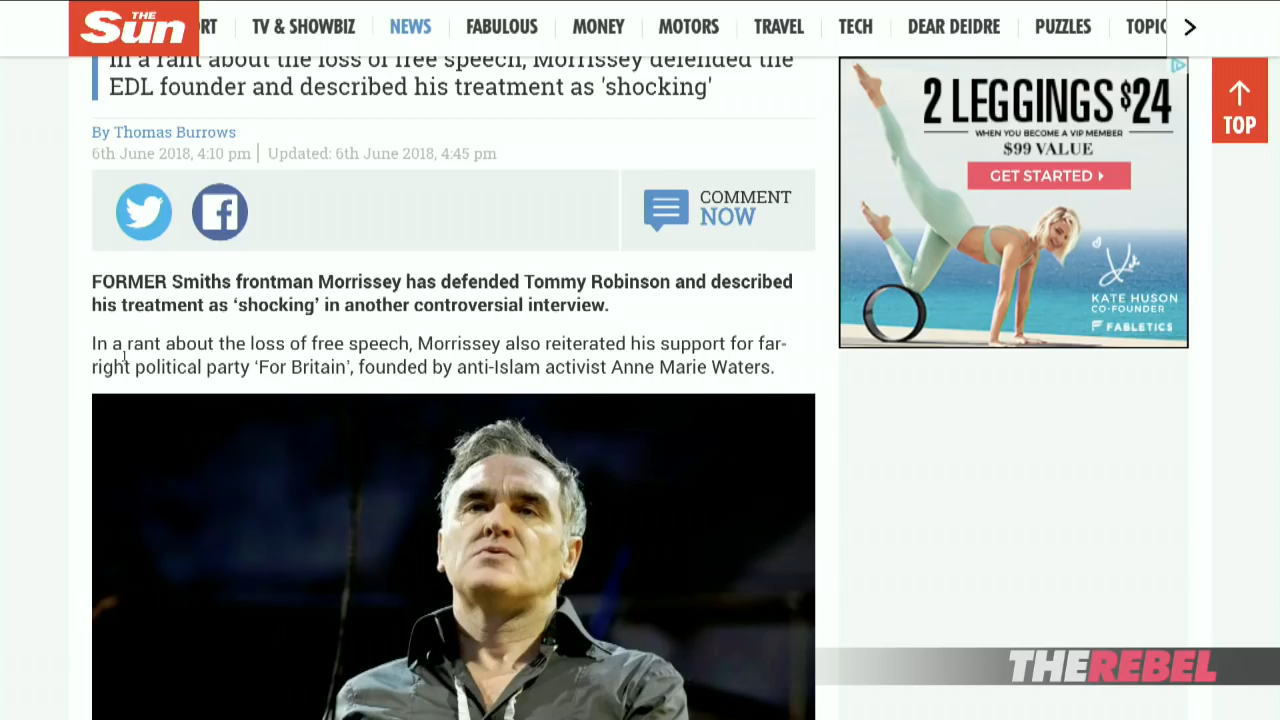 THE
Sun
RT
TV & SHOWBIZ
NEWS
FABULOUS
MONEY
MOTORS
TRAVEL
TECH
DEAR DEIDRE
PUZZLES
TOPIC
In a rant about the loss of free speech, Morrissey defended the
EDL founder and described his treatment as 'shocking'
By Thomas Burrows
6th June 2018, 4:10 pm | Updated: 6th June 2018, 4:45 pm
COMMENT
NOW
FORMER Smiths frontman Morrissey has defended Tommy Robinson and described
his treatment as ‘shocking’ in another controversial interview.
In a rant about the loss of free speech, Morrissey also reiterated his support for far-
right political party ‘For Britain’, founded by anti-Islam activist Anne Marie Waters.
2 LEGGINGS $24
WHEN YOU BECOME A VIP MEMBER
$99 VALUE
GET STARTED
KATE HUSON
CO-FOUNDER
FABLETICS
TOP
THEREBEL